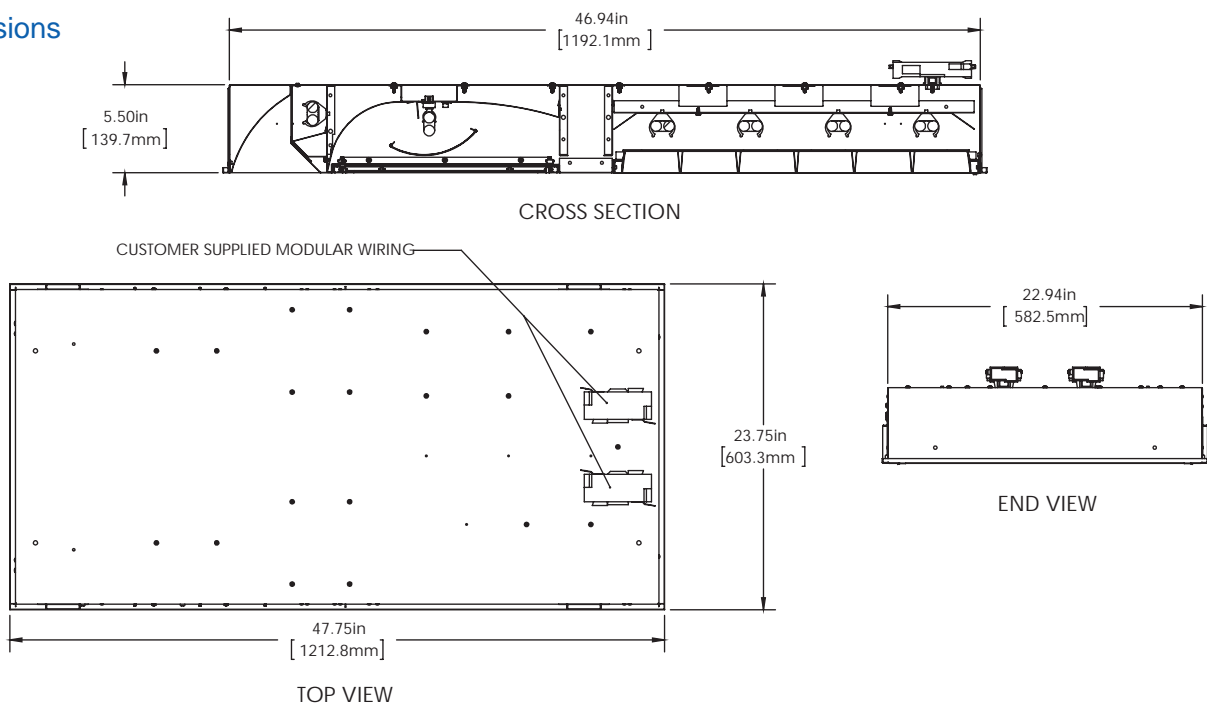 sions
46.94in
[1192.1mm ]
5.50in
[139.7mm]
CROSS SECTION
CUSTOMER SUPPLIED MODULAR WIRING
22.94in
[ 582.5mm]
23.75in
[603.3mm ]
END VIEW
47.75in
[ 1212.8mm]
TOP VIEW